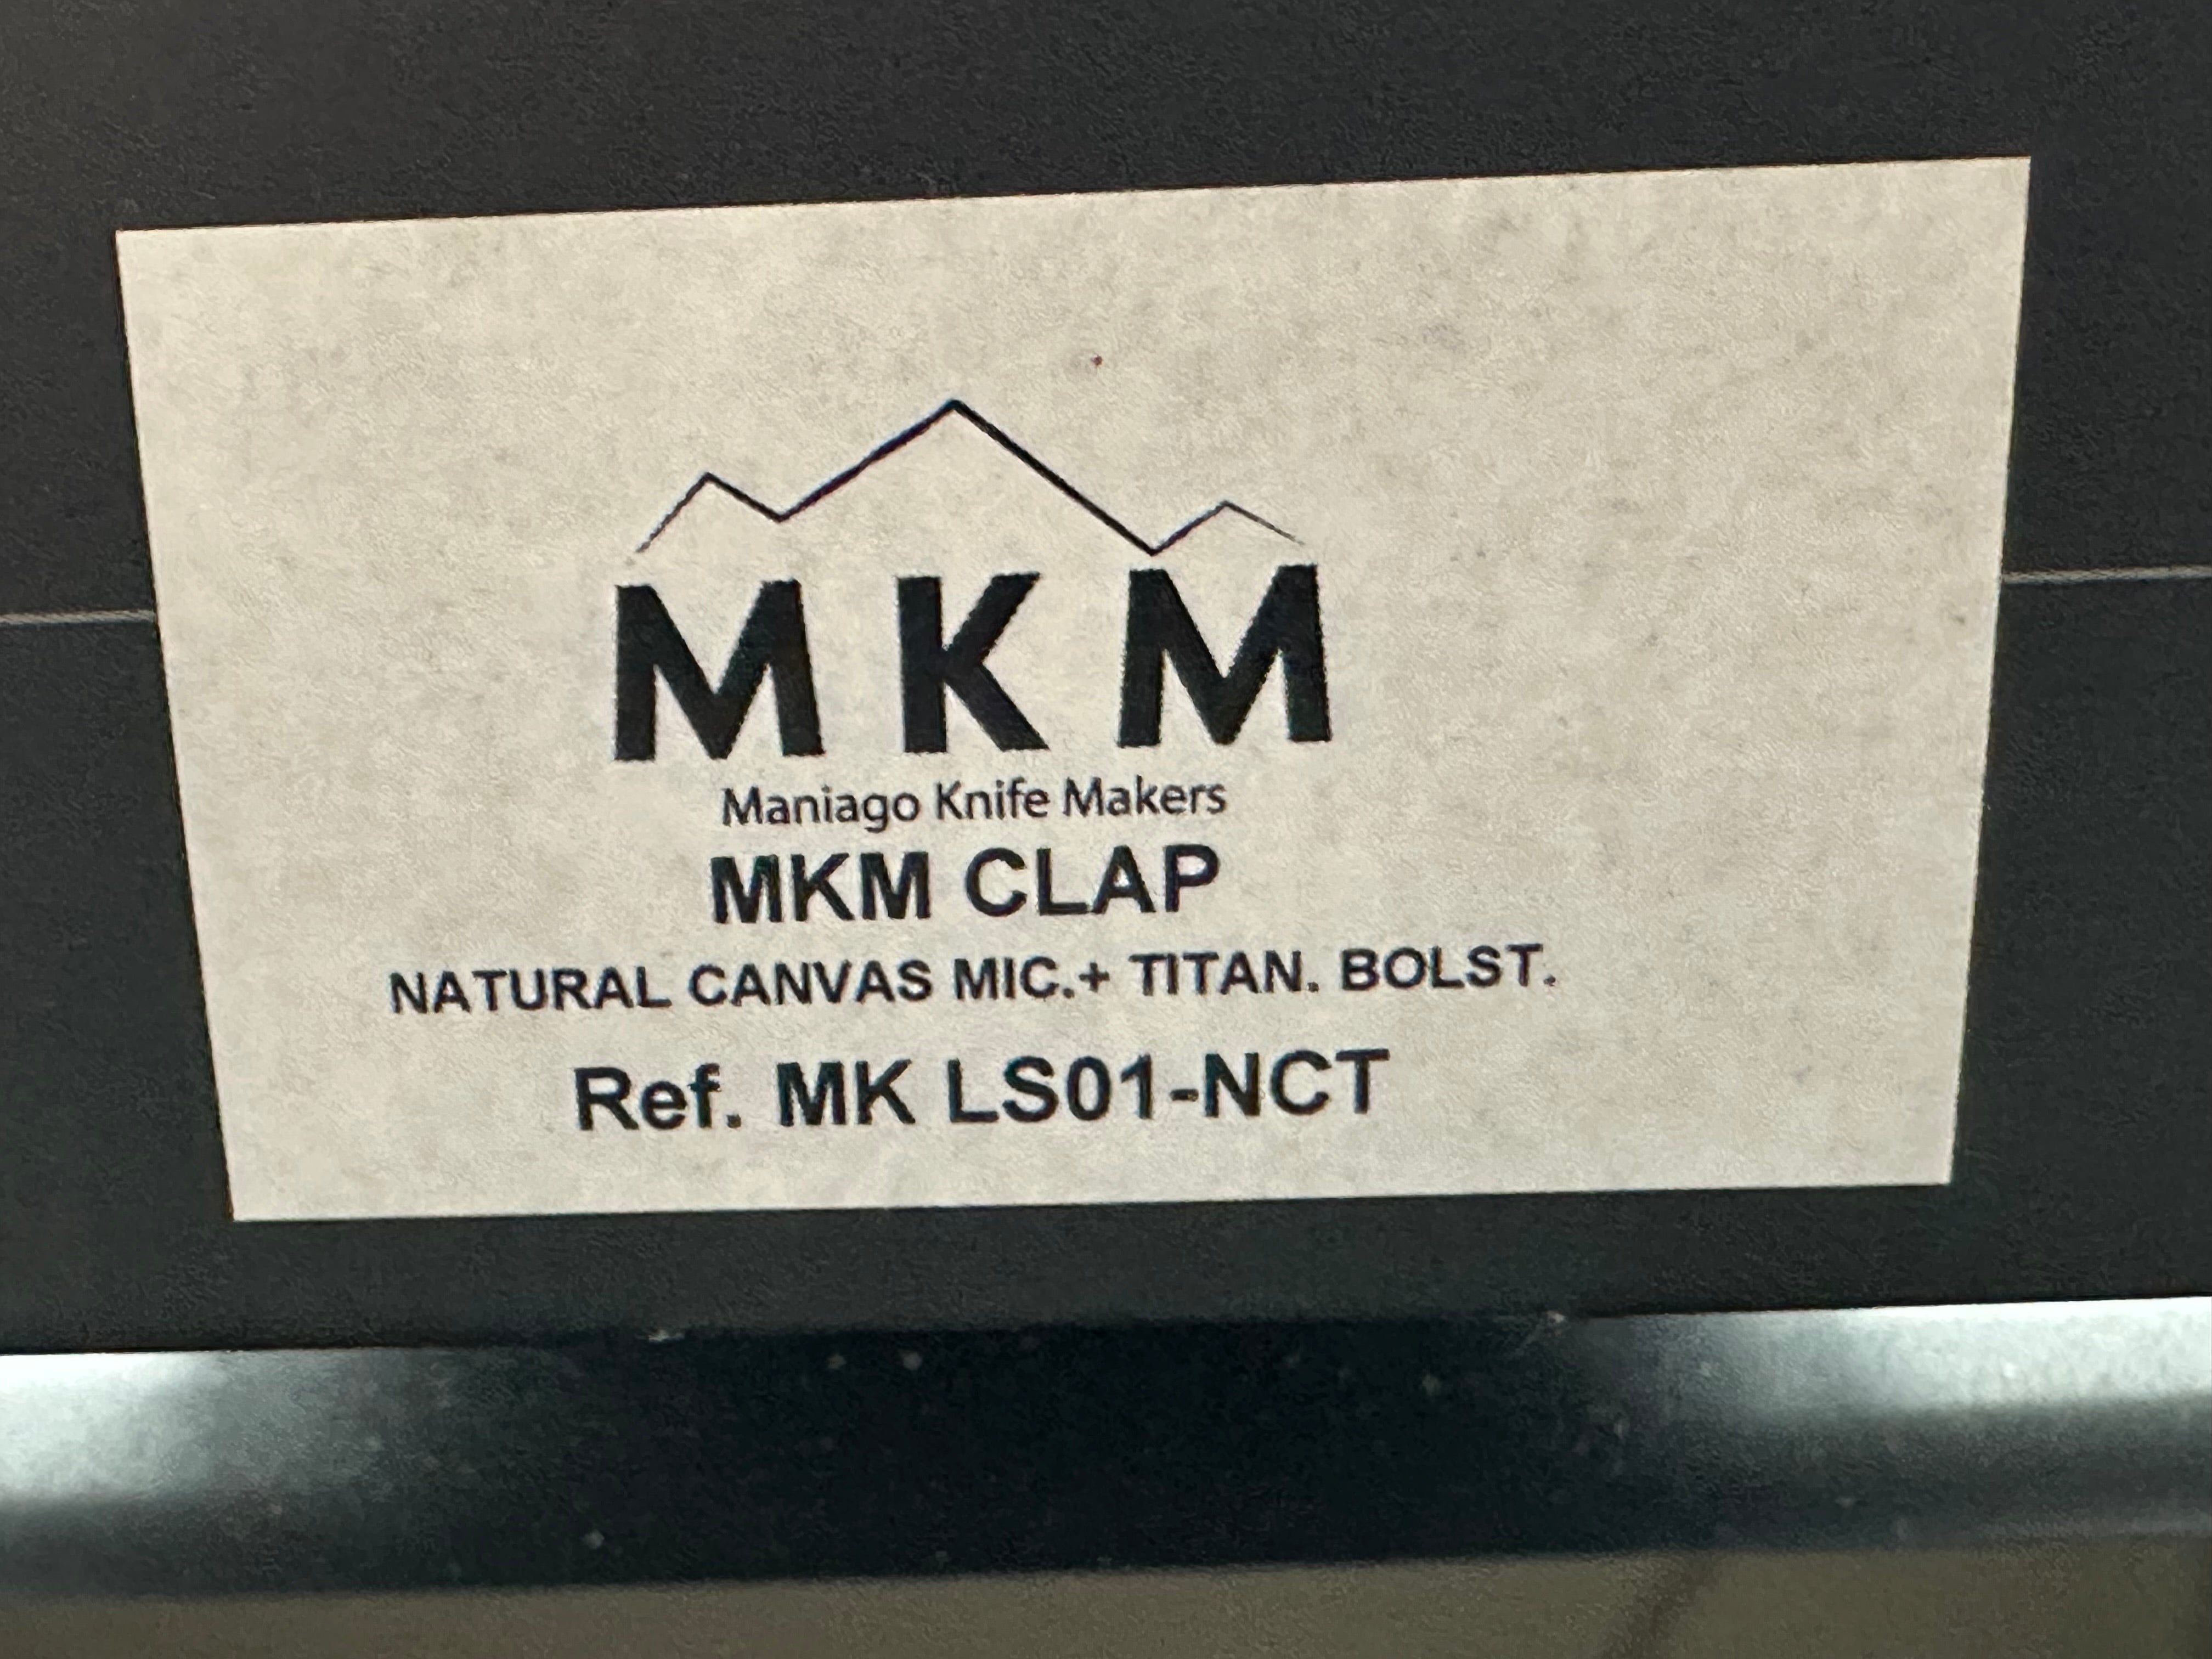 MKM
Maniago Knife Makers
MKM CLAP
NATURAL CANVAS MIC.+ TITAN. BOLST.
Ref. MK LS01-NCT